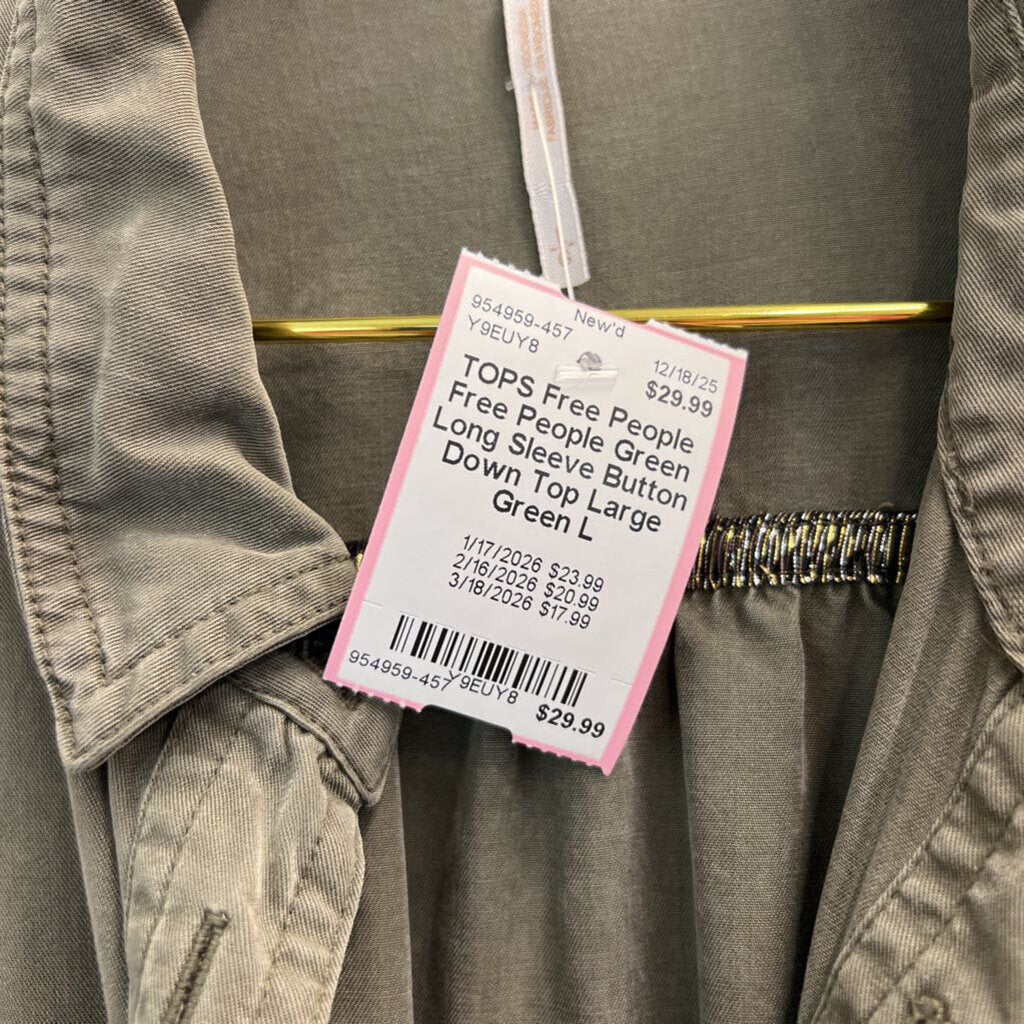 954959-457 New'd
Y9EUY8 12/18/25
$29.99
TOPS Free People
Free People Green
Long Sleeve Button
Down Top Large
Green L
1/17/2026 $23.99
2/16/2026 $20.99
3/18/2026 $17.99
954959-457 Y9EUY8
$29.99